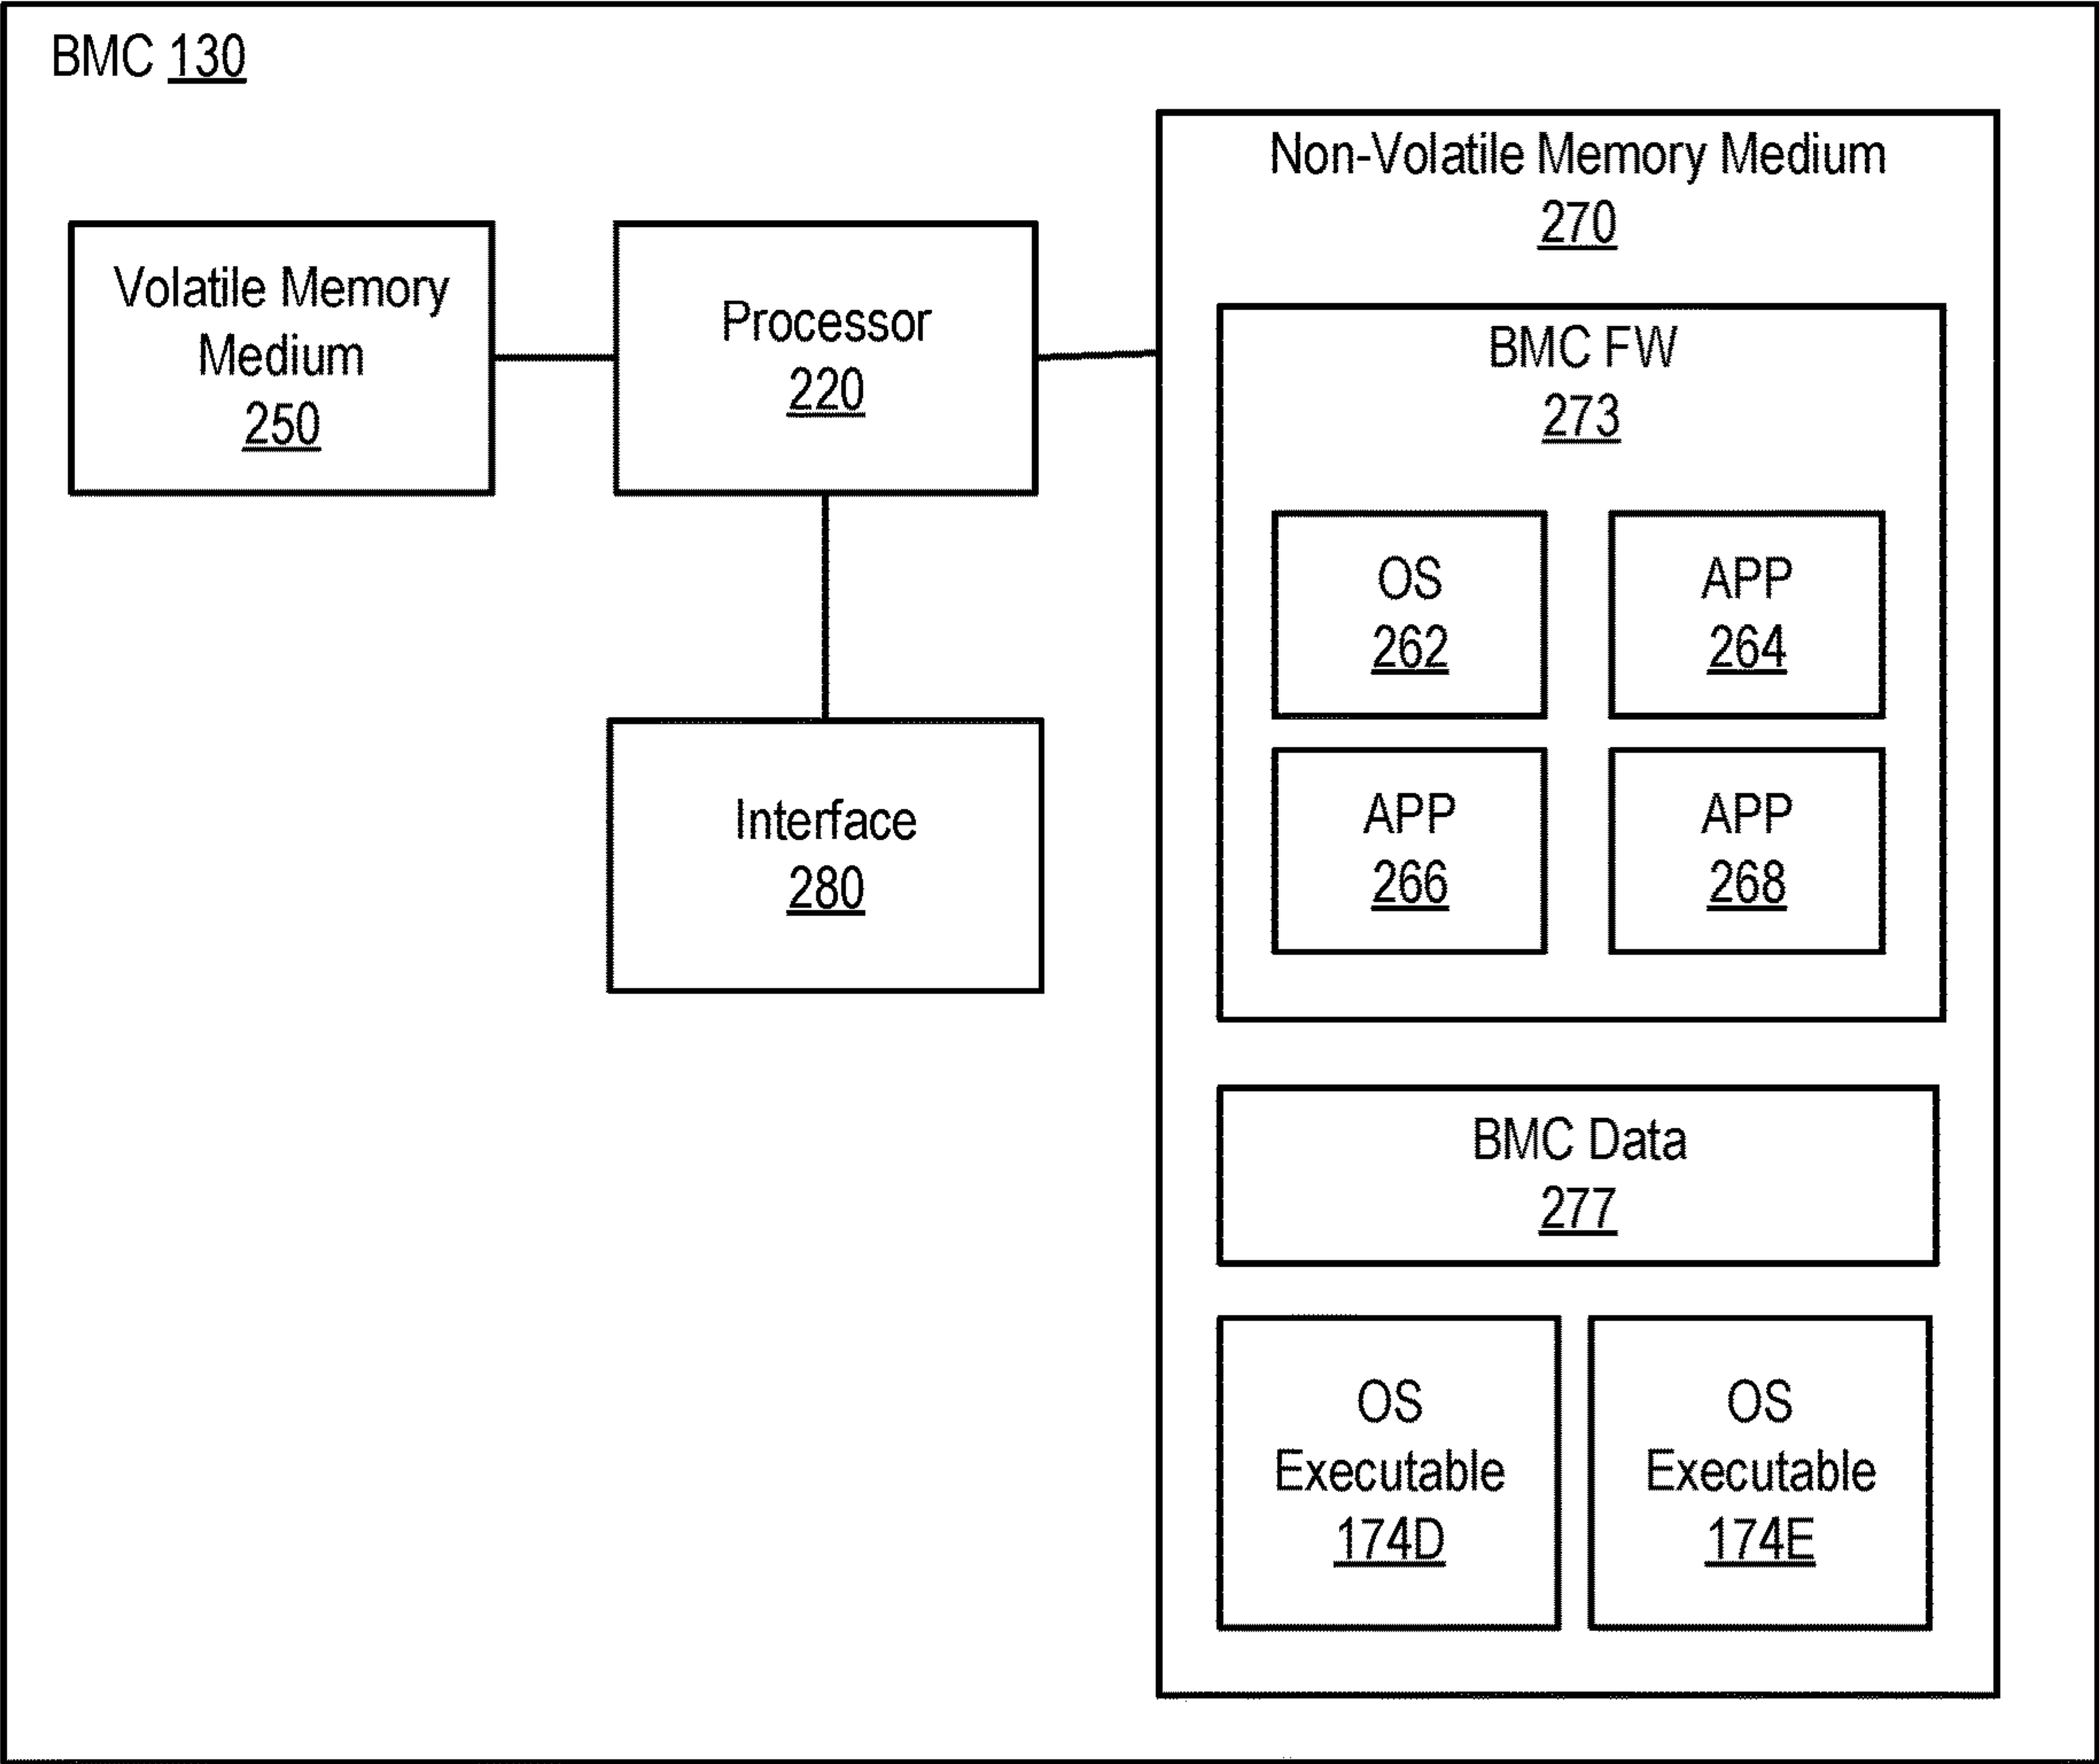 BMC 130
Non-Volatile Memory Medium
270
Volatile Memory
Medium
250
Processor
220
BMC FW
273
OS
262
APP
264
APP
266
APP
268
Interface
280
BMC Data
277
OS
Executable
174D
OS
Executable
174E